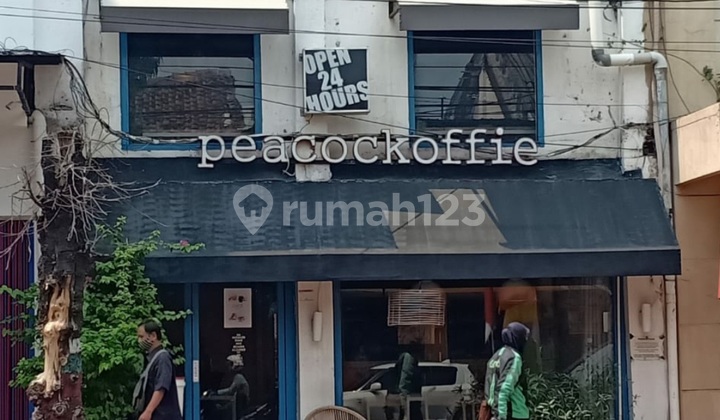 OPEN
24
HOURS
peacockoffie
rumah123